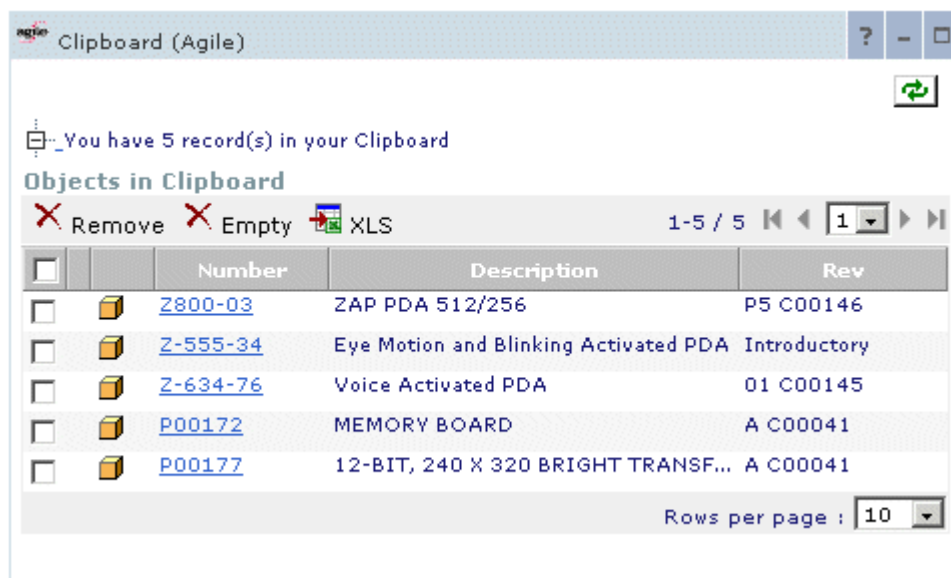 agile Clipboard (Agile) ?
You have 5 record(s) in your Clipboard
Objects in Clipboard
Remove Empty XLS 1-5 / 5 1
Number Description Rev
Z800-03 ZAP PDA 512/256 P5 C00146
Z-555-34 Eye Motion and Blinking Activated PDA Introductory
Z-634-76 Voice Activated PDA 01 C00145
P00172 MEMORY BOARD A C00041
P00177 12-BIT, 240 X 320 BRIGHT TRANSF... A C00041
Rows per page : 10